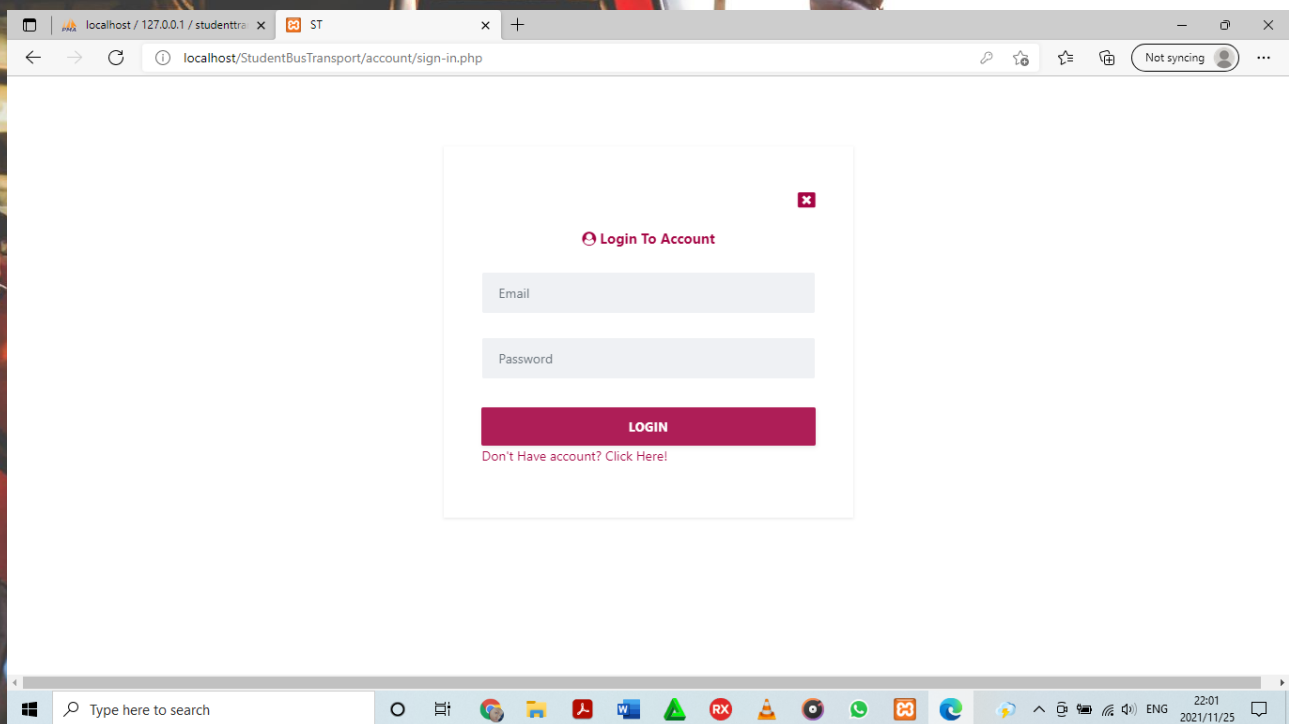 localhost / 127.0.0.1 / studenttra
ST
localhost/StudentBusTransport/account/sign-in.php
Not syncing
Login To Account
Email
Password
LOGIN
Don't Have account? Click Here!
Type here to search
RX
ENG
22:01
2021/11/25